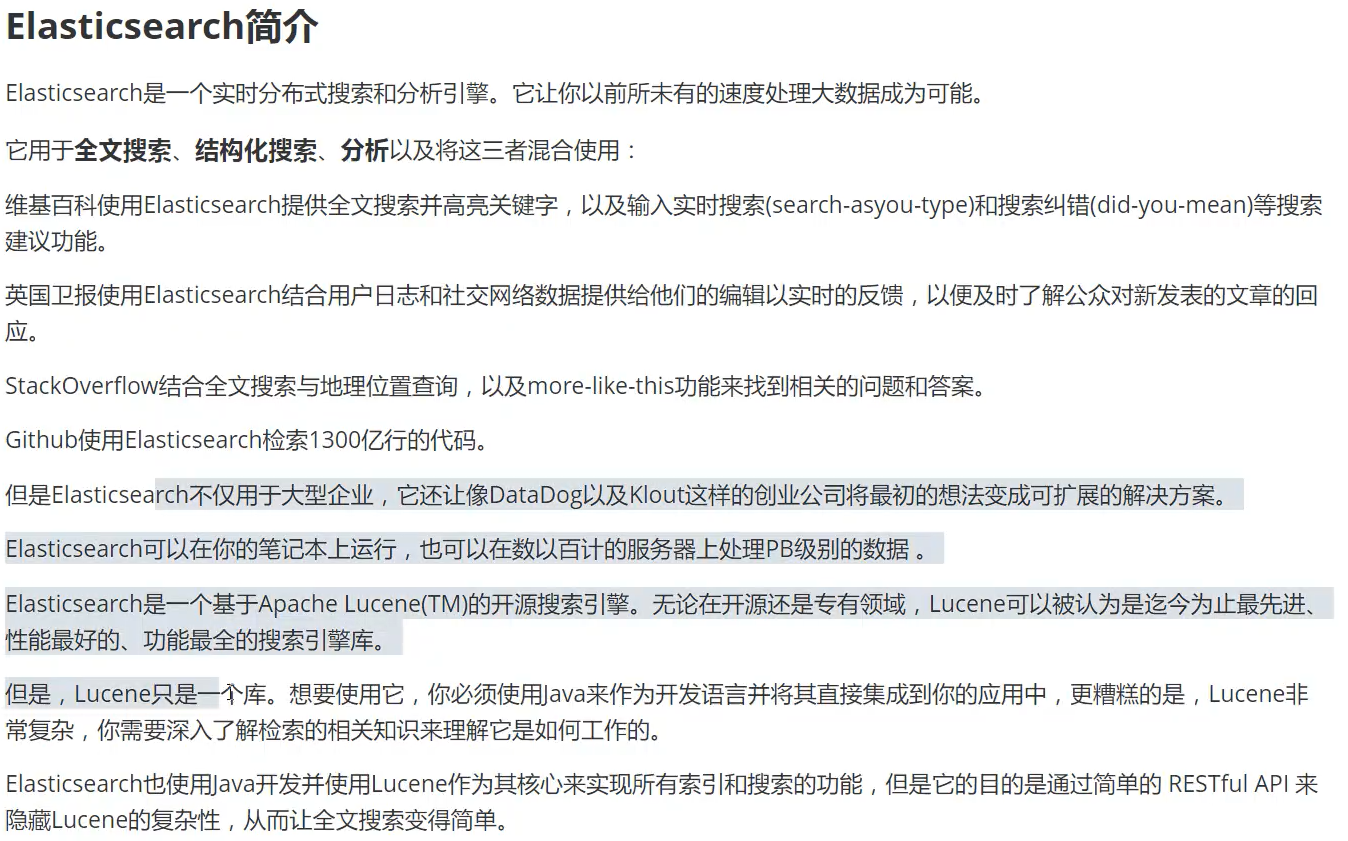 Elasticsearch简介
Elasticsearch是一个实时分布式搜索和分析引擎。它让你以前所未有的速度处理大数据成为可能。
它用于全文搜索、结构化搜索、分析以及将这三者混合使用：
维基百科使用Elasticsearch提供全文搜索并高亮关键字，以及输入实时搜索(search-asyou-type)和搜索纠错(did-you-mean)等搜索
建议功能。
英国卫报使用Elasticsearch结合用户日志和社交网络数据提供给他们的编辑以实时的反馈，以便及时了解公众对新发表的文章的回
应。
StackOverflow结合全文搜索与地理位置查询，以及more-like-this功能来找到相关的问题和答案。
Github使用Elasticsearch检索1300亿行的代码。
但是Elasticsearch不仅用于大型企业，它还让像DataDog以及Klout这样的创业公司将最初的想法变成可扩展的解决方案。
Elasticsearch可以在你的笔记本上运行，也可以在数以百计的服务器上处理PB级别的数据 。
Elasticsearch是一个基于Apache Lucene(TM)的开源搜索引擎。无论在开源还是专有领域，Lucene可以被认为是迄今为止最先进、
性能最好的、功能最全的搜索引擎库。
但是，Lucene只是一个库。想要使用它，你必须使用Java来作为开发语言并将其直接集成到你的应用中，更糟糕的是，Lucene非
常复杂，你需要深入了解检索的相关知识来理解它是如何工作的。
Elasticsearch也使用Java开发并使用Lucene作为其核心来实现所有索引和搜索的功能，但是它的目的是通过简单的 RESTful API 来
隐藏Lucene的复杂性，从而让全文搜索变得简单。